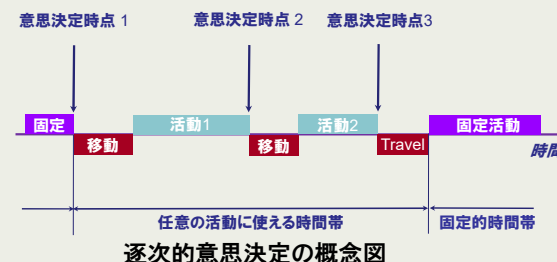 意思決定時点 1
意思決定時点 2
意思決定時点3
固定
活動1
活動2
固定活動
移動
移動
Travel
時間
任意の活動に使える時間帯
固定的時間帯
逐次的意思決定の概念図